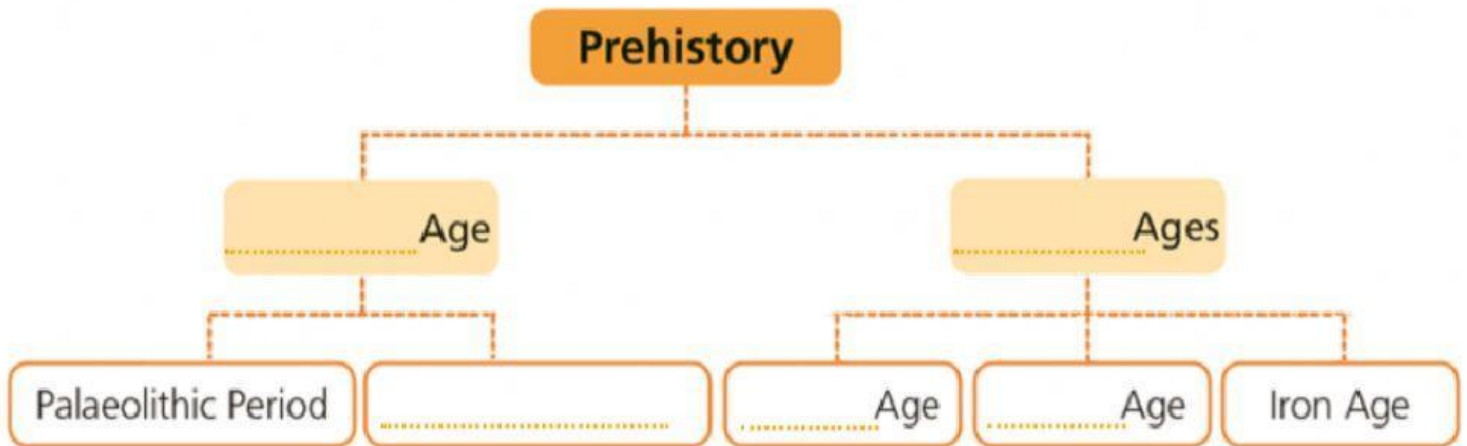 Prehistory
Age
Ages
Palaeolithic Period
Age
Age
Iron Age